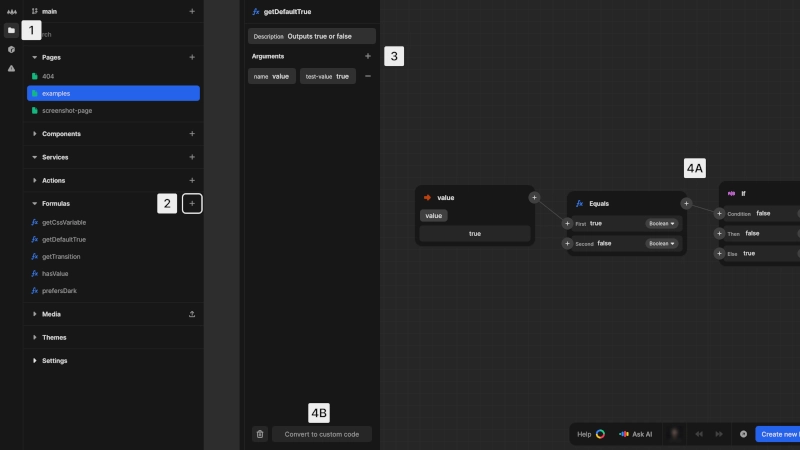 main
1
rch
Pages
404
examples
screenshot-page
Components
Services
Actions
Formulas
2
getCssVariable
getDefaultTrue
getTransition
hasValue
prefersDark
Media
Themes
Settings
getDefaultTrue
Description Outputs true or false
Arguments
3
name value test-value true
4B
Convert to custom code
value
value
true
Equals
First true Boolean
Second false Boolean
4A
If
Condition false
Then false
Else true
Help Ask AI Create new